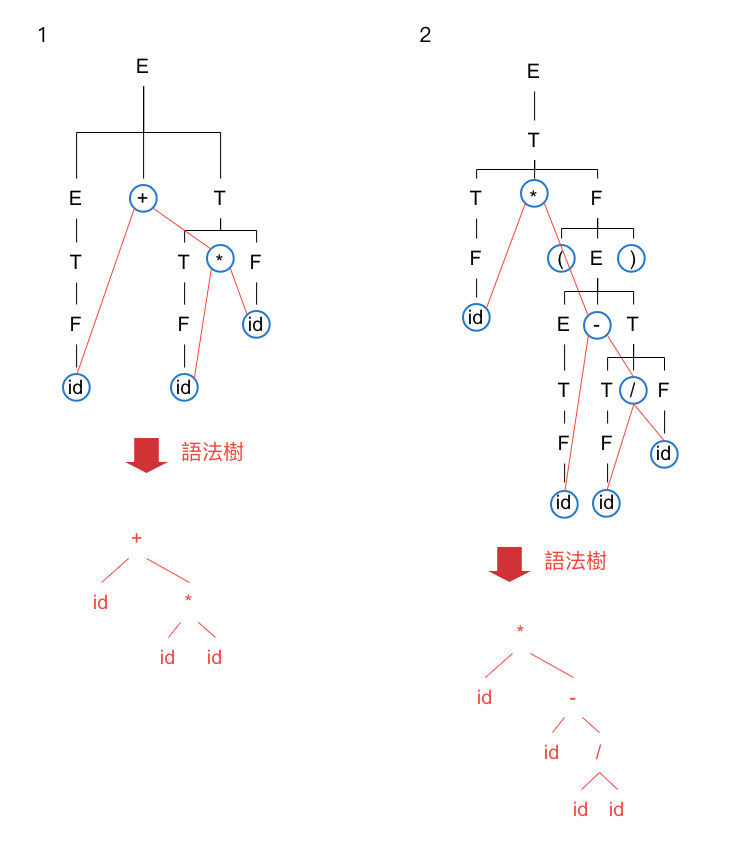 1
E
E + T
T T * F
F F id
id id
語法樹
+
id *
id id
2
E
T
T * F
F ( E )
id E - T
T T / F
F F id
id id
語法樹
*
id -
id /
id id